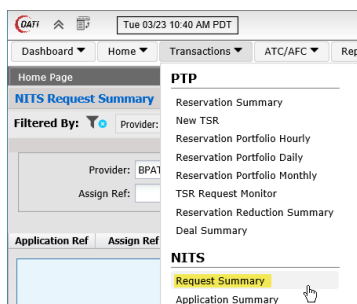 OATI Tue 03/23 10:40 AM PDT
Dashboard ▼ Home ▼ Transactions ▼ ATC/AFC ▼ Rep
Home Page
NITS Request Summary
Filtered By: Provider:
Provider: BPAT
Assign Ref:
Application Ref Assign Ref
PTP
Reservation Summary
New TSR
Reservation Portfolio Hourly
Reservation Portfolio Daily
Reservation Portfolio Monthly
TSR Request Monitor
Reservation Reduction Summary
Deal Summary
NITS
Request Summary
Application Summary